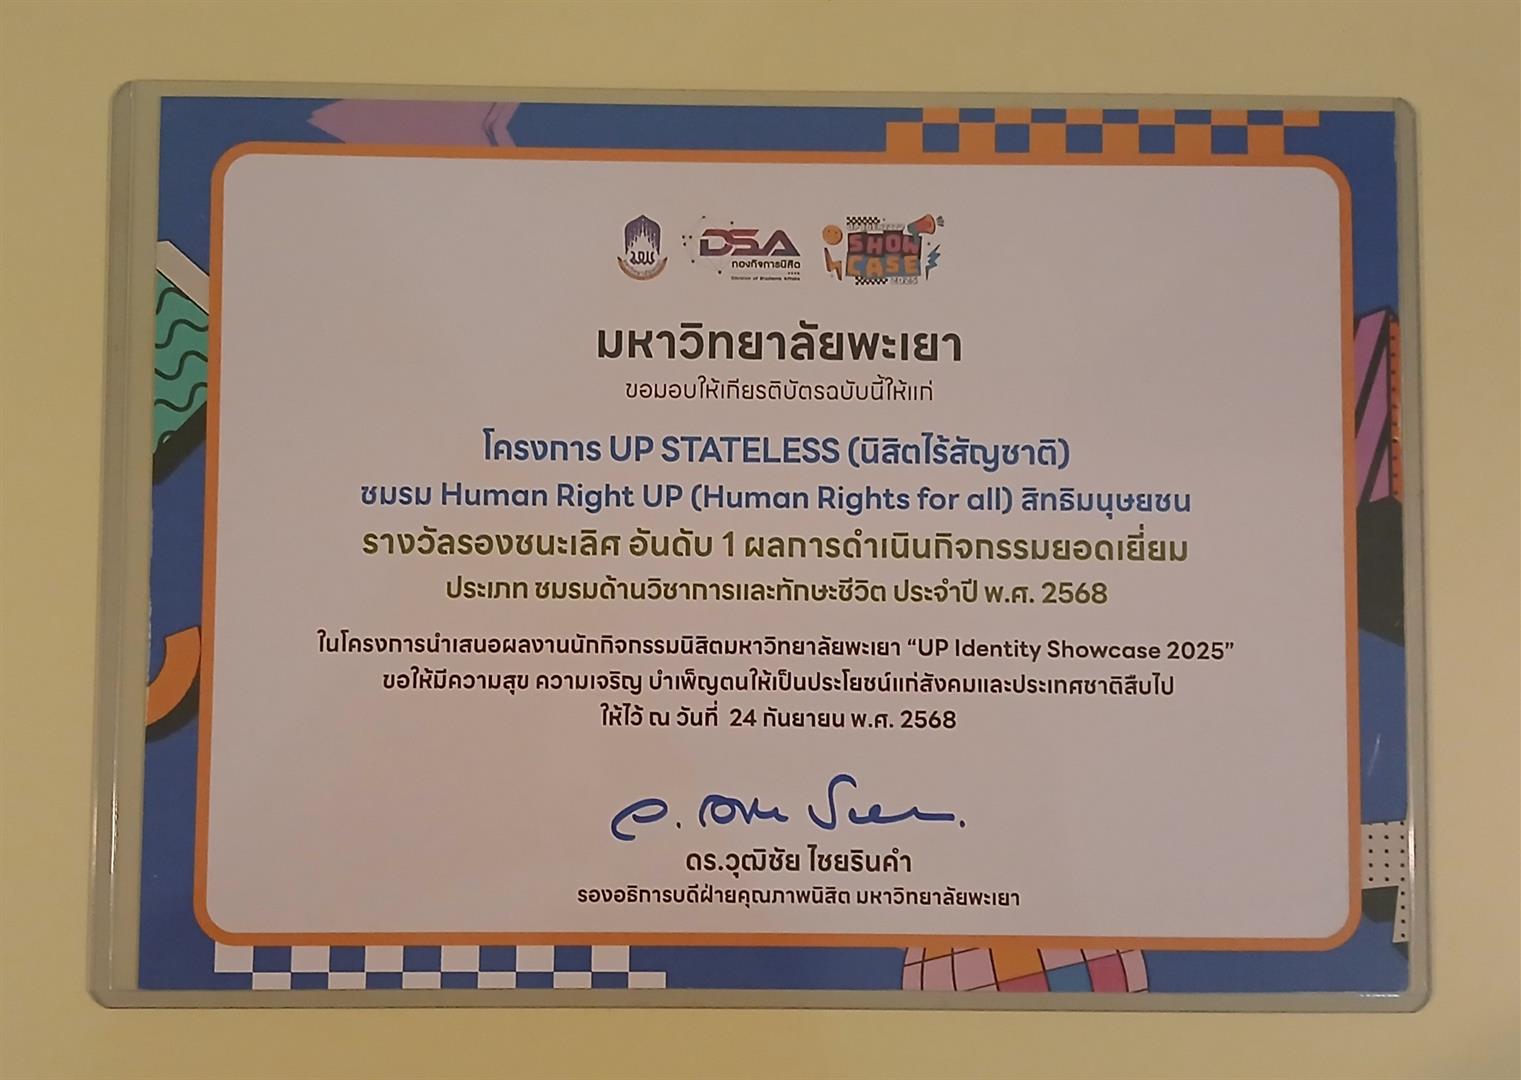 DSA
กองกิจการนิสิต
Division of Students Affairs
UP IDENTITY
SHOW
CASE
2025
มหาวิทยาลัยพะเยา
ขอมอบให้เกียรติบัตรฉบับนี้ให้แก่
โครงการ UP STATELESS (นิสิตไร้สัญชาติ)
ชมรม Human Right UP (Human Rights for all) สิทธิมนุษยชน
รางวัลรองชนะเลิศ อันดับ 1 ผลการดำเนินกิจกรรมยอดเยี่ยม
ประเภท ชมรมด้านวิชาการและทักษะชีวิต ประจำปี พ.ศ. 2568
ในโครงการนำเสนอผลงานนักกิจกรรมนิสิตมหาวิทยาลัยพะเยา “UP Identity Showcase 2025”
ขอให้มีความสุข ความเจริญ บำเพ็ญตนให้เป็นประโยชน์แก่สังคมและประเทศชาติสืบไป
ให้ไว้ ณ วันที่ 24 กันยายน พ.ศ. 2568
ดร.วุฒิชัย ไชยรินคำ
รองอธิการบดีฝ่ายคุณภาพนิสิต มหาวิทยาลัยพะเยา